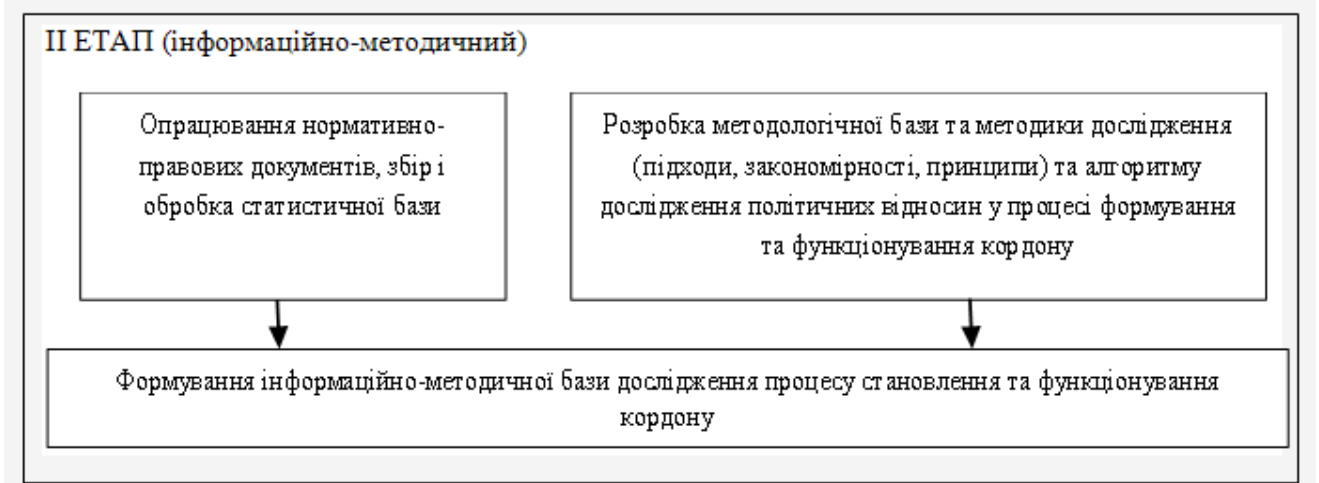 ІІ ЕТАП (інформаційно-методичний)
Опрацювання нормативно-
правових документів, збір і
обробка статистичної бази
Розробка методологічної бази та методики дослідження
(підходи, закономірності, принципи) та алгоритму
дослідження політичних відносин у процесі формування
та функціонування кордону
Формування інформаційно-методичної бази дослідження процесу становлення та функціонування
кордону